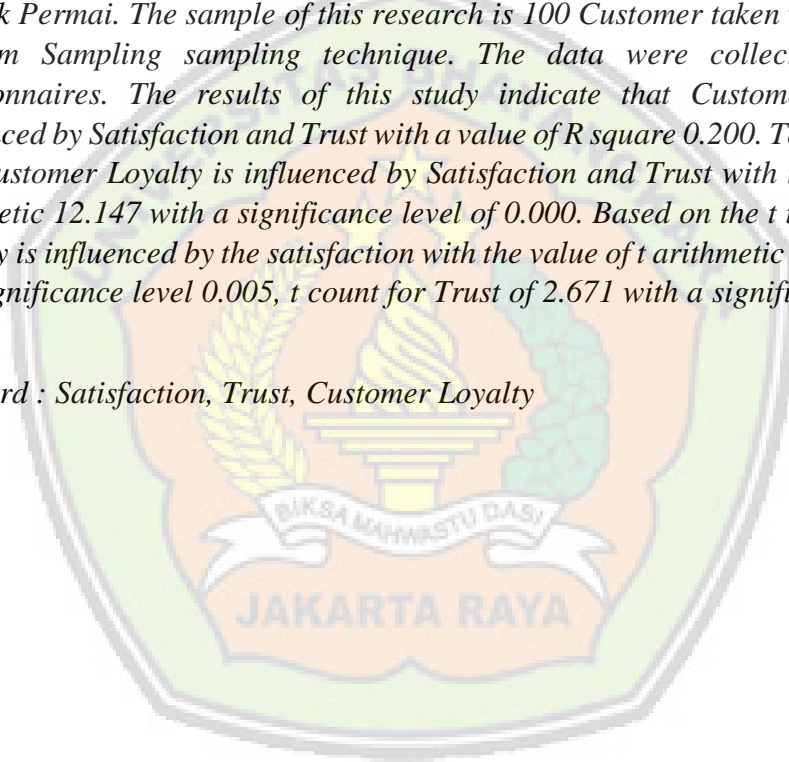 k Permai. The sample of this research is 100 Customer taken
m Sampling sampling technique. The data were collec
onnaires. The results of this study indicate that Custome
ced by Satisfaction and Trust with a value of R square 0.200. T
ustomer Loyalty is influenced by Satisfaction and Trust with
etic 12.147 with a significance level of 0.000. Based on the t
y is influenced by the satisfaction with the value of t arithmetic
gnificance level 0.005, t count for Trust of 2.671 with a signifi
rd : Satisfaction, Trust, Customer Loyalty
UNIVERSITAS BHAYANGKARA
BIKSA MAHWASTU DASI
JAKARTA RAYA